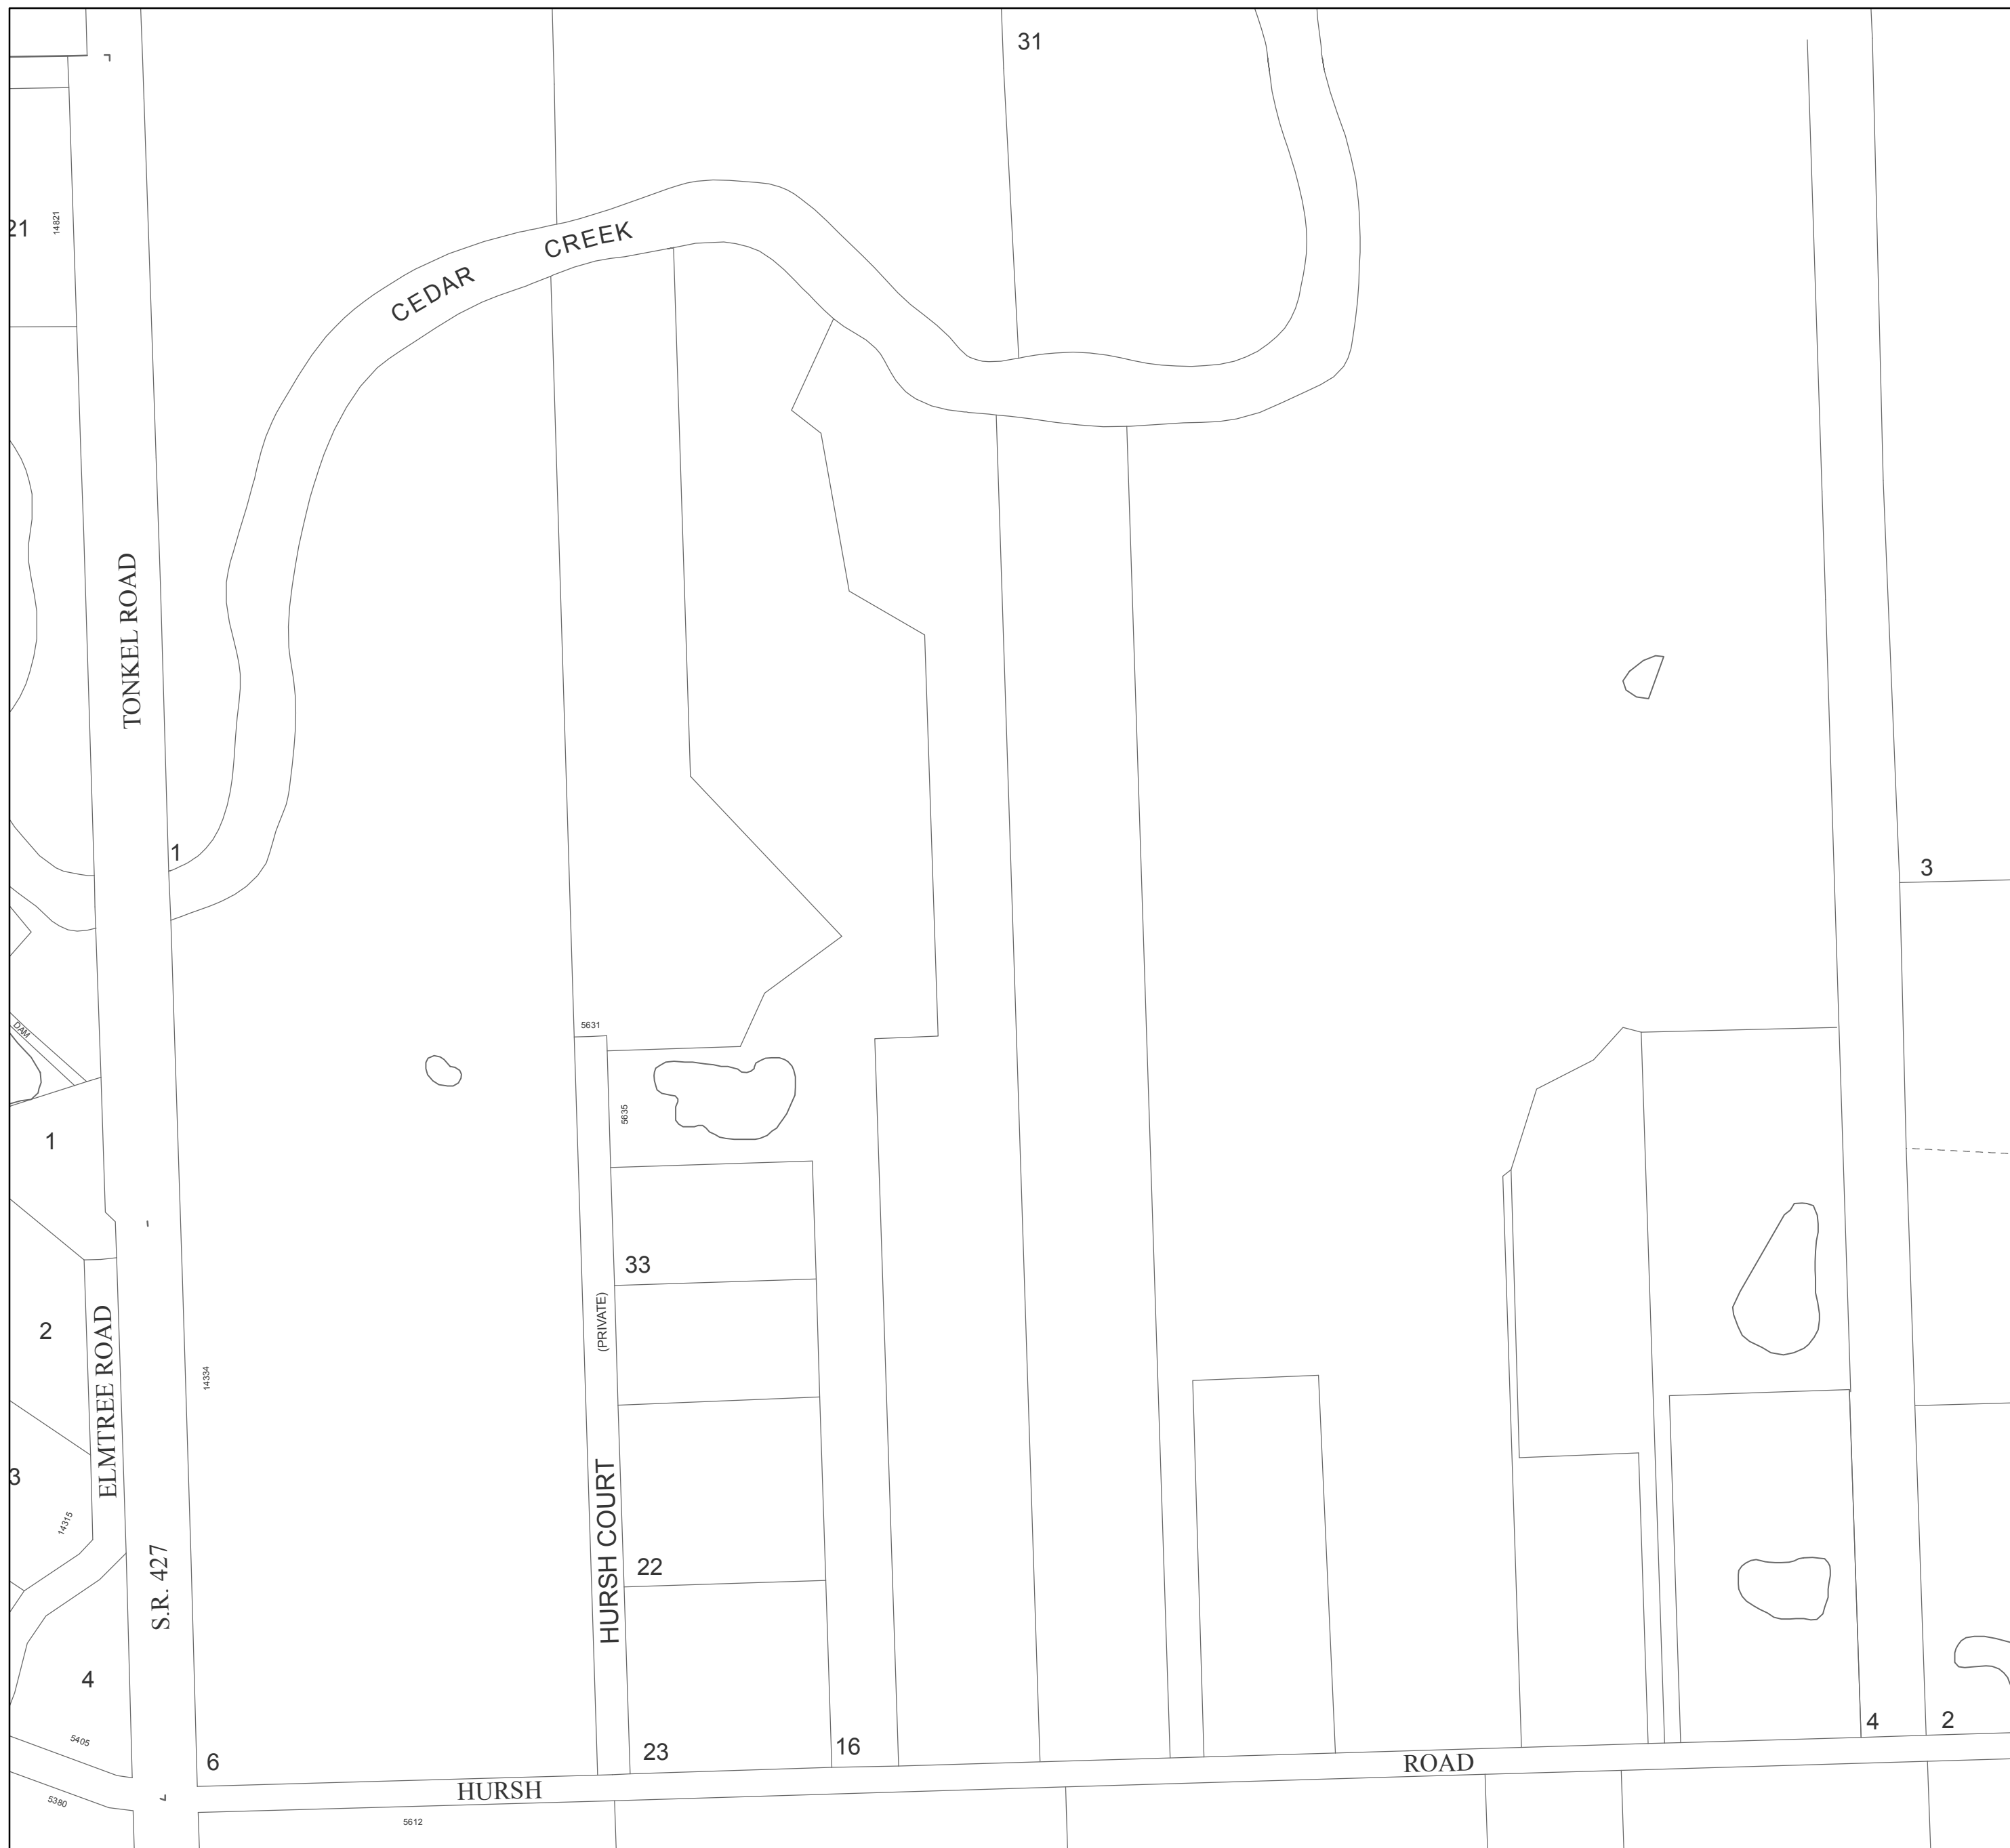 31
21
14821
CEDAR CREEK
TONKEL ROAD
1
3
5631
DAM
5635
1
33
(PRIVATE)
2
14334
ELMTREE ROAD
3
14315
HURSH COURT
22
S.R. 427
4
5405
6
23
16
4
2
HURSH ROAD
5380
5612